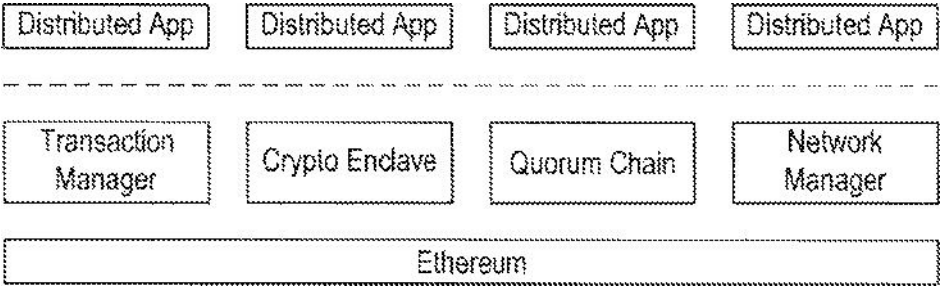 Distributed App Distributed App Distributed App Distributed App
Transaction Manager
Crypto Enclave
Quorum Chain
Network Manager
Ethereum